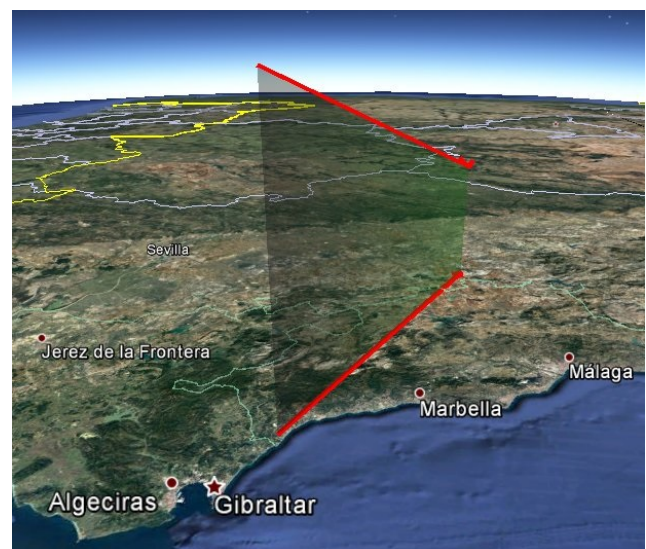 Sevilla
Jerez de la Frontera
Málaga
Marbella
Algeciras
Gibraltar